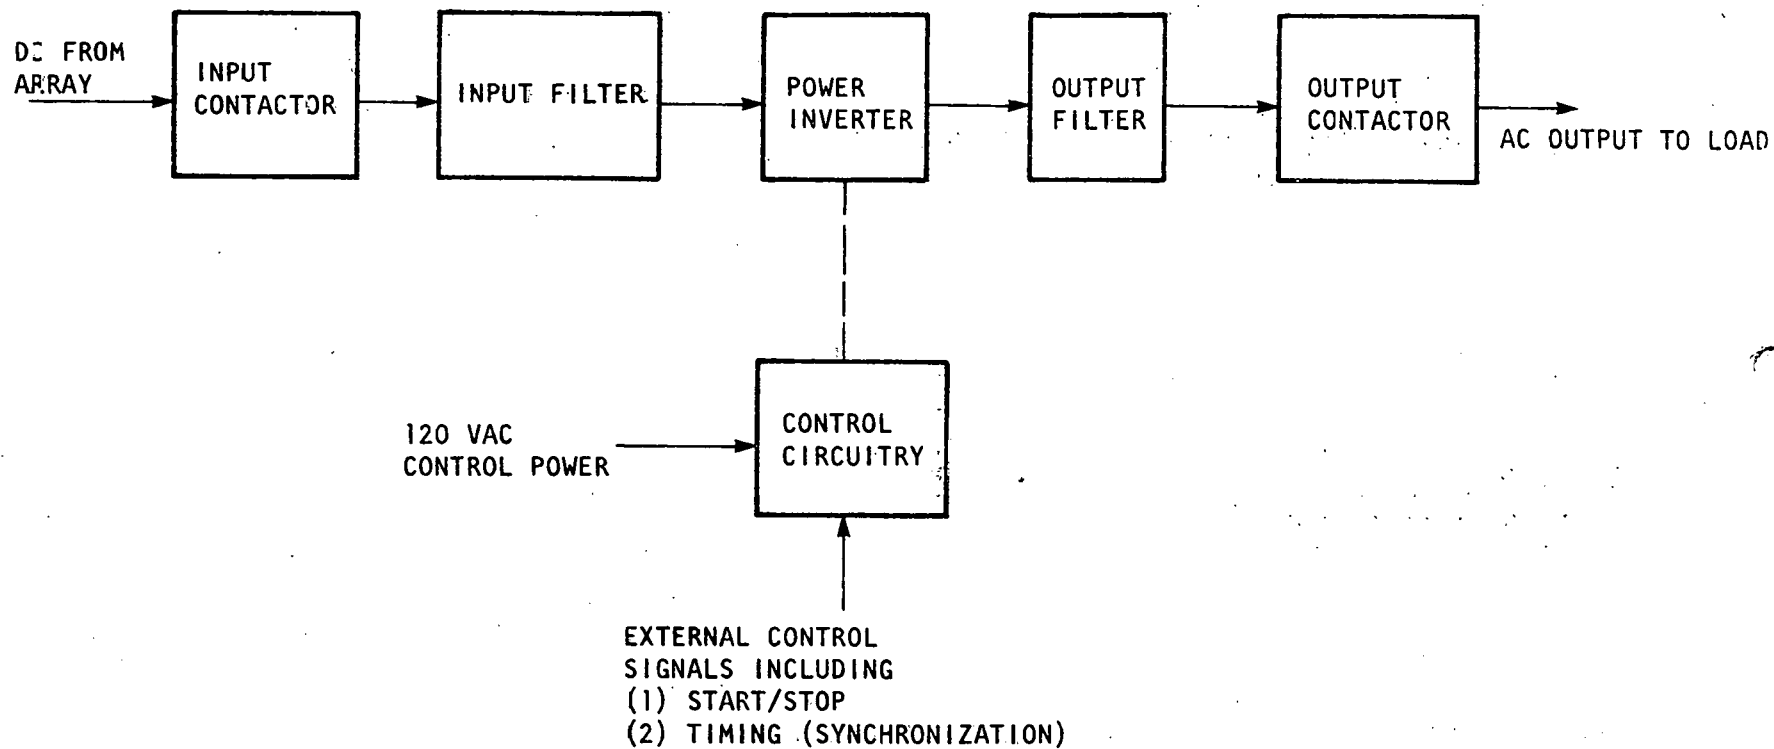 DC FROM
ARRAY
INPUT
CONTACTOR
INPUT FILTER
POWER
INVERTER
OUTPUT
FILTER
OUTPUT
CONTACTOR
AC OUTPUT TO LOAD
120 VAC
CONTROL POWER
CONTROL
CIRCUITRY
EXTERNAL CONTROL
SIGNALS INCLUDING
(1) START/STOP
(2) TIMING (SYNCHRONIZATION)